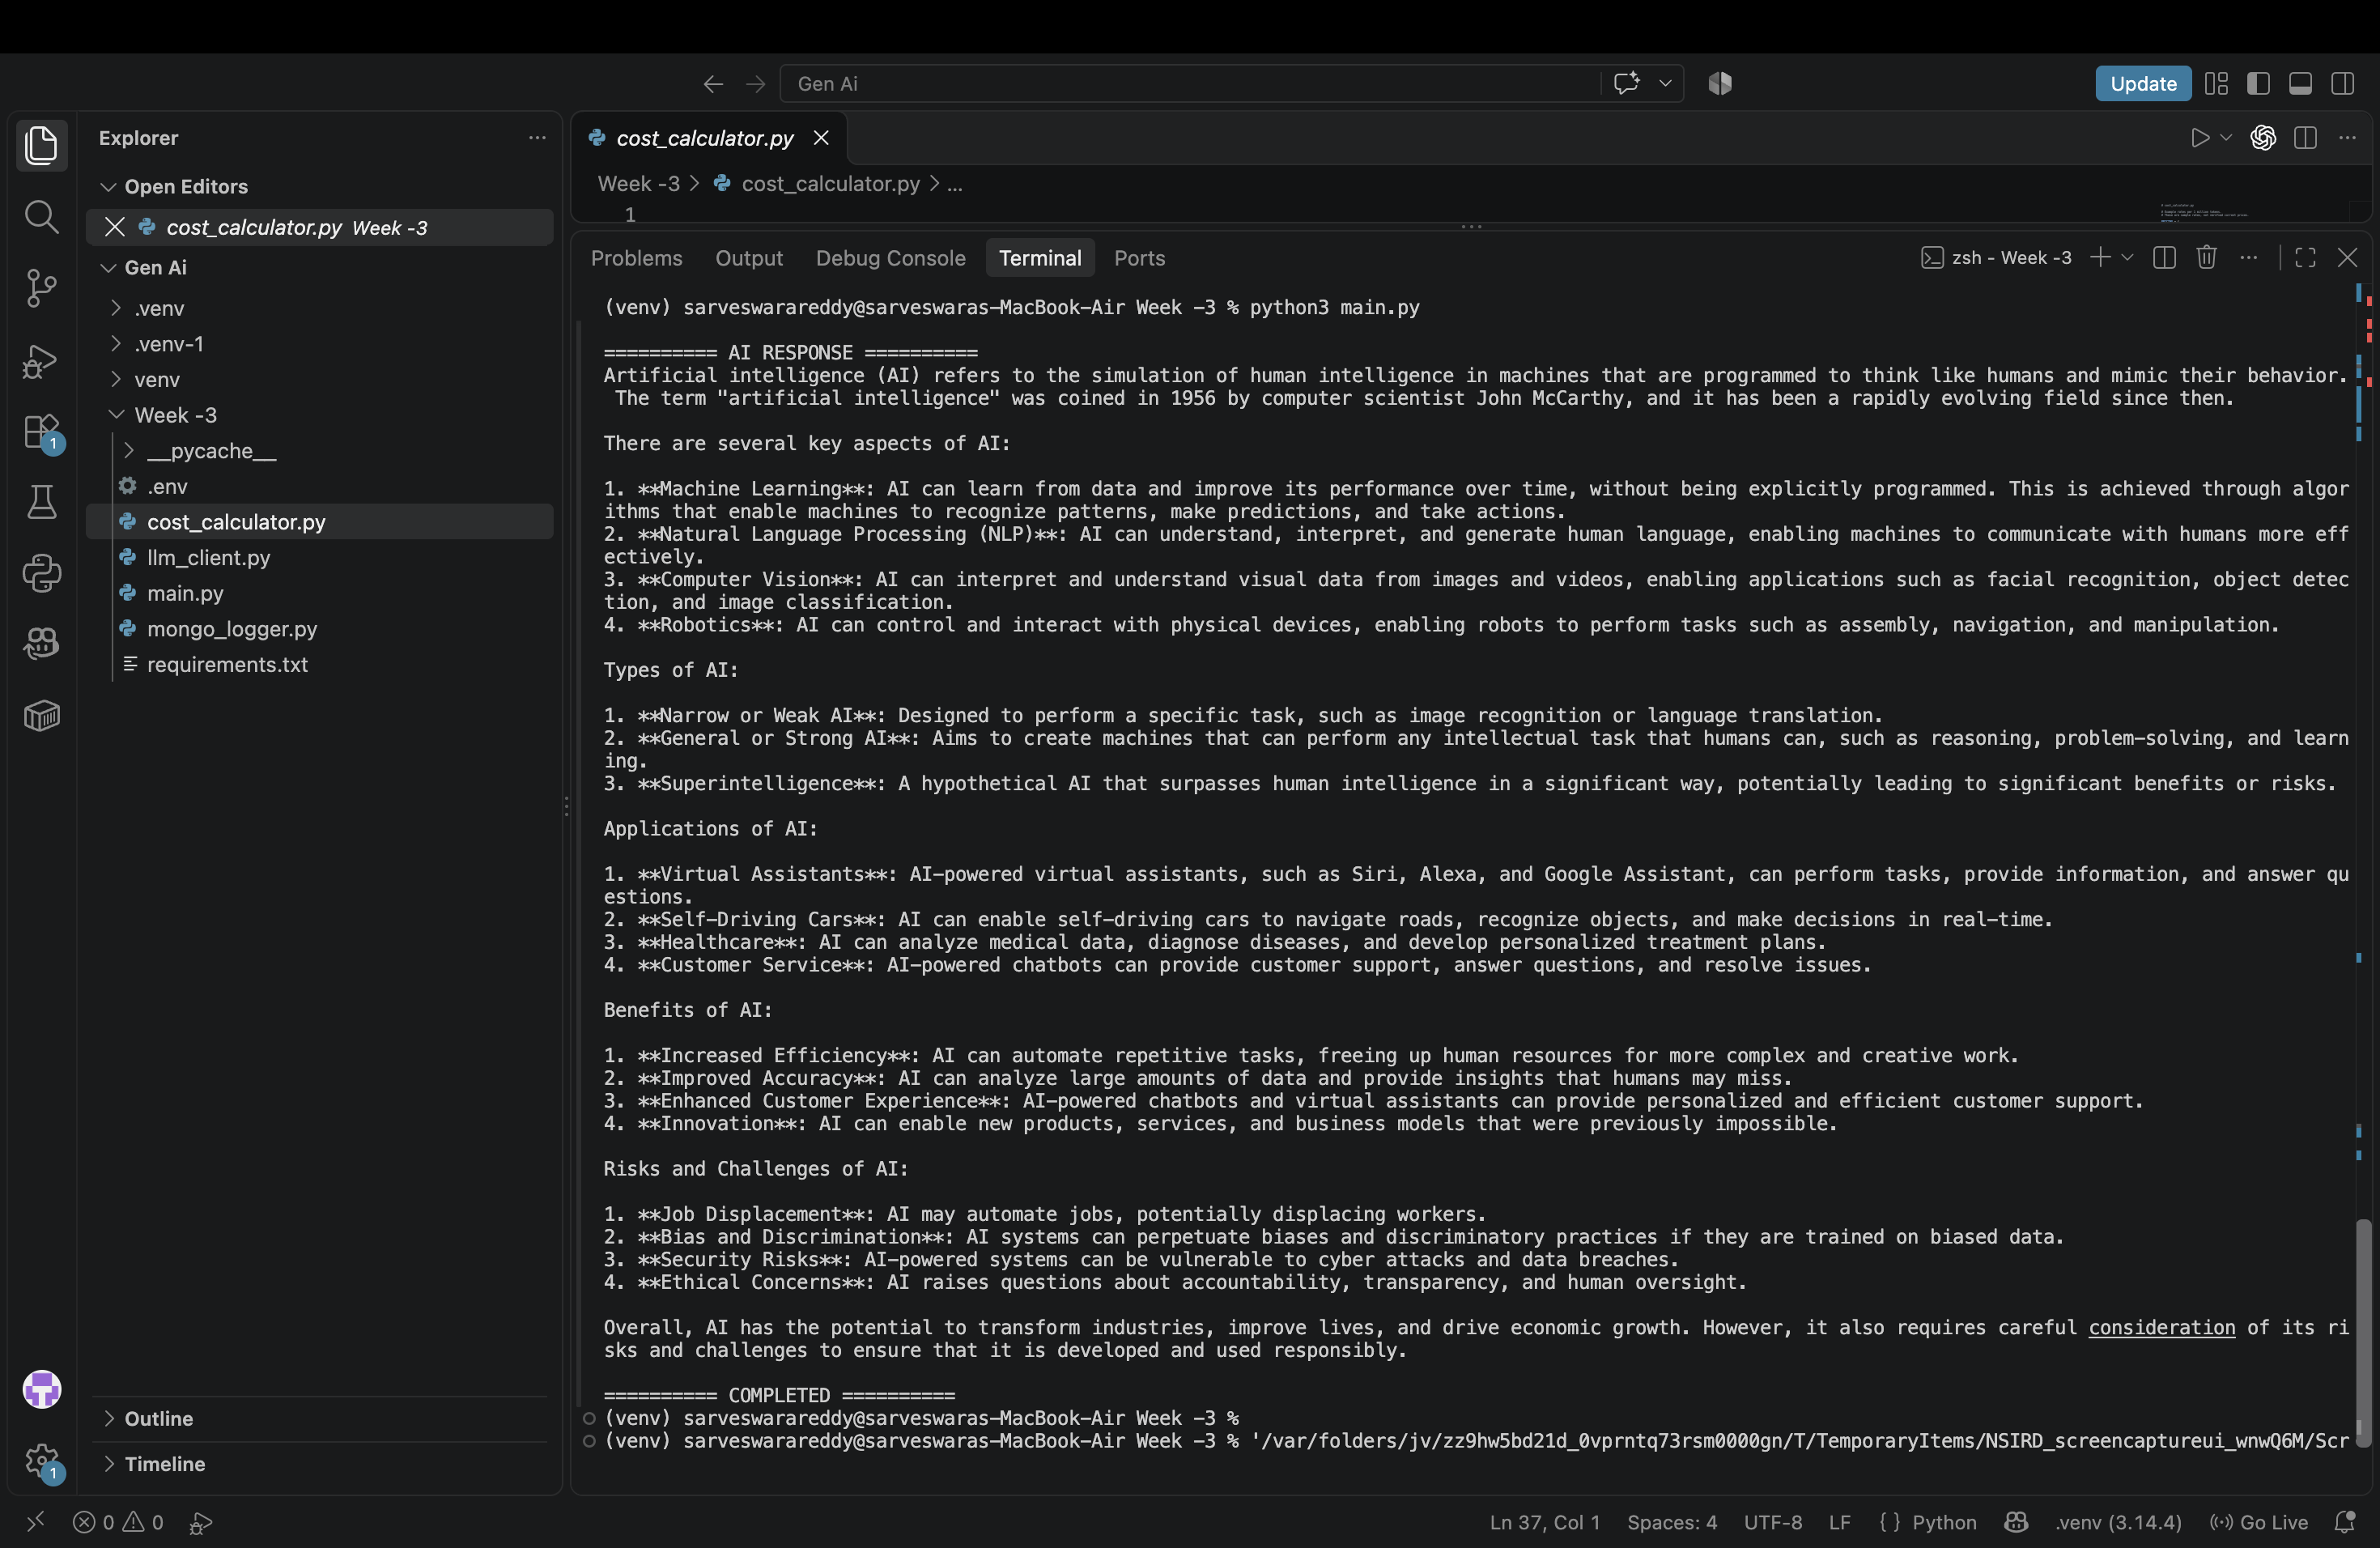 Gen Ai
Update
Explorer
Open Editors
cost_calculator.py Week -3
Gen Ai
.venv
.venv-1
venv
Week -3
__pycache__
.env
cost_calculator.py
llm_client.py
main.py
mongo_logger.py
requirements.txt
Outline
Timeline
1
1
cost_calculator.py
Week -3 > cost_calculator.py > ...
1
Problems Output Debug Console Terminal Ports
zsh - Week -3
(venv) sarveswarareddy@sarveswaras-MacBook-Air Week -3 % python3 main.py
========== AI RESPONSE ==========
Artificial intelligence (AI) refers to the simulation of human intelligence in machines that are programmed to think like humans and mimic their behavior.
The term "artificial intelligence" was coined in 1956 by computer scientist John McCarthy, and it has been a rapidly evolving field since then.
There are several key aspects of AI:
1. **Machine Learning**: AI can learn from data and improve its performance over time, without being explicitly programmed. This is achieved through algor
ithms that enable machines to recognize patterns, make predictions, and take actions.
2. **Natural Language Processing (NLP)**: AI can understand, interpret, and generate human language, enabling machines to communicate with humans more eff
ectively.
3. **Computer Vision**: AI can interpret and understand visual data from images and videos, enabling applications such as facial recognition, object detec
tion, and image classification.
4. **Robotics**: AI can control and interact with physical devices, enabling robots to perform tasks such as assembly, navigation, and manipulation.
Types of AI:
1. **Narrow or Weak AI**: Designed to perform a specific task, such as image recognition or language translation.
2. **General or Strong AI**: Aims to create machines that can perform any intellectual task that humans can, such as reasoning, problem-solving, and learn
ing.
3. **Superintelligence**: A hypothetical AI that surpasses human intelligence in a significant way, potentially leading to significant benefits or risks.
Applications of AI:
1. **Virtual Assistants**: AI-powered virtual assistants, such as Siri, Alexa, and Google Assistant, can perform tasks, provide information, and answer qu
estions.
2. **Self-Driving Cars**: AI can enable self-driving cars to navigate roads, recognize objects, and make decisions in real-time.
3. **Healthcare**: AI can analyze medical data, diagnose diseases, and develop personalized treatment plans.
4. **Customer Service**: AI-powered chatbots can provide customer support, answer questions, and resolve issues.
Benefits of AI:
1. **Increased Efficiency**: AI can automate repetitive tasks, freeing up human resources for more complex and creative work.
2. **Improved Accuracy**: AI can analyze large amounts of data and provide insights that humans may miss.
3. **Enhanced Customer Experience**: AI-powered chatbots and virtual assistants can provide personalized and efficient customer support.
4. **Innovation**: AI can enable new products, services, and business models that were previously impossible.
Risks and Challenges of AI:
1. **Job Displacement**: AI may automate jobs, potentially displacing workers.
2. **Bias and Discrimination**: AI systems can perpetuate biases and discriminatory practices if they are trained on biased data.
3. **Security Risks**: AI-powered systems can be vulnerable to cyber attacks and data breaches.
4. **Ethical Concerns**: AI raises questions about accountability, transparency, and human oversight.
Overall, AI has the potential to transform industries, improve lives, and drive economic growth. However, it also requires careful consideration of its ri
sks and challenges to ensure that it is developed and used responsibly.
========== COMPLETED ==========
(venv) sarveswarareddy@sarveswaras-MacBook-Air Week -3 %
(venv) sarveswarareddy@sarveswaras-MacBook-Air Week -3 % '/var/folders/jv/zz9hw5bd21d_0vprntq73rsm0000gn/T/TemporaryItems/NSIRD_screencaptureui_wnwQ6M/Scr
0 0
Ln 37, Col 1 Spaces: 4 UTF-8 LF { } Python .venv (3.14.4) Go Live